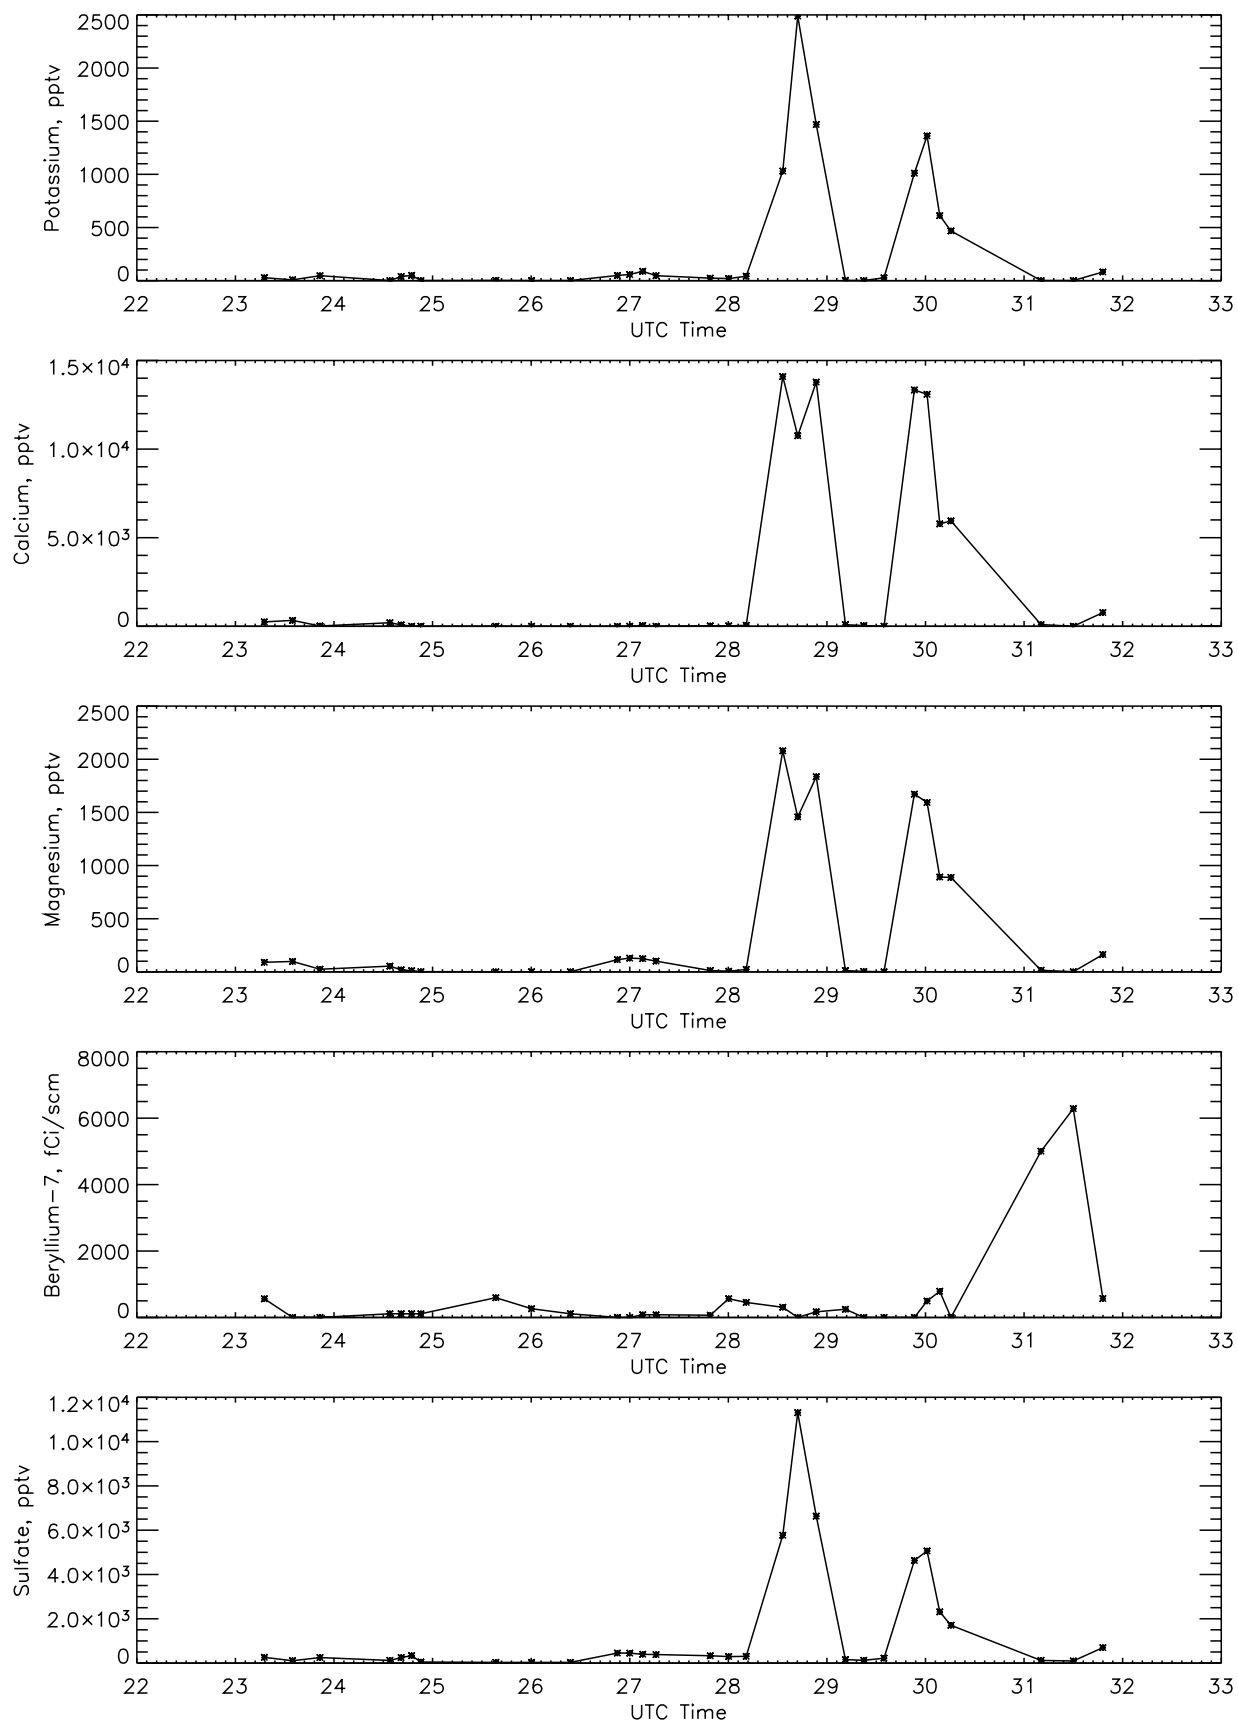 2500
2000
1500
1000
500
0
Potassium, pptv
22 23 24 25 26 27 28 29 30 31 32 33
UTC Time
1.5×10⁴
1.0×10⁴
5.0×10³
0
Calcium, pptv
22 23 24 25 26 27 28 29 30 31 32 33
UTC Time
2500
2000
1500
1000
500
0
Magnesium, pptv
22 23 24 25 26 27 28 29 30 31 32 33
UTC Time
8000
6000
4000
2000
0
Beryllium−7, fCi/scm
22 23 24 25 26 27 28 29 30 31 32 33
UTC Time
1.2×10⁴
1.0×10⁴
8.0×10³
6.0×10³
4.0×10³
2.0×10³
0
Sulfate, pptv
22 23 24 25 26 27 28 29 30 31 32 33
UTC Time